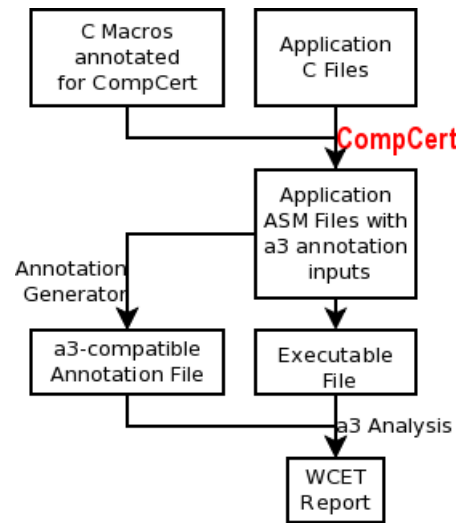 C Macros
annotated
for CompCert
Application
C Files
CompCert
Application
ASM Files with
a3 annotation
inputs
Annotation
Generator
a3-compatible
Annotation File
Executable
File
a3 Analysis
WCET
Report